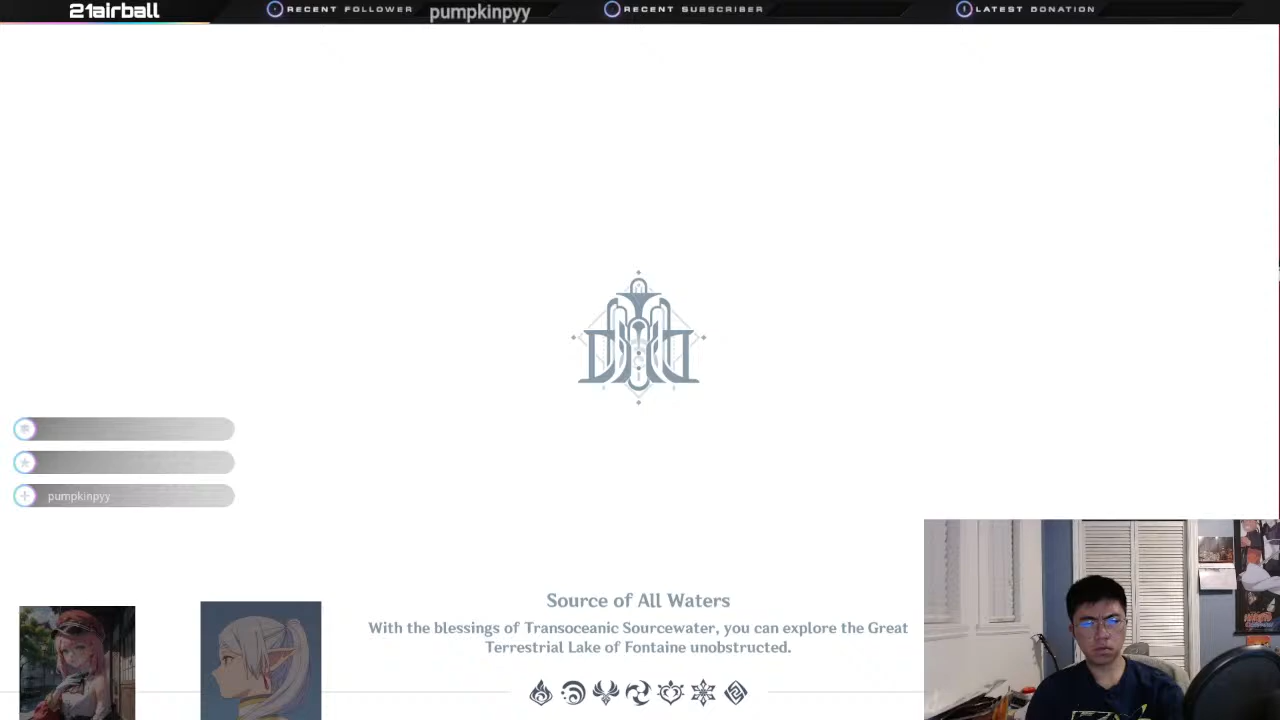 21airball
RECENT FOLLOWER
pumpkinpyy
RECENT SUBSCRIBER
LATEST DONATION
pumpkinpyy
Source of All Waters
With the blessings of Transoceanic Sourcewater, you can explore the Great
Terrestrial Lake of Fontaine unobstructed.